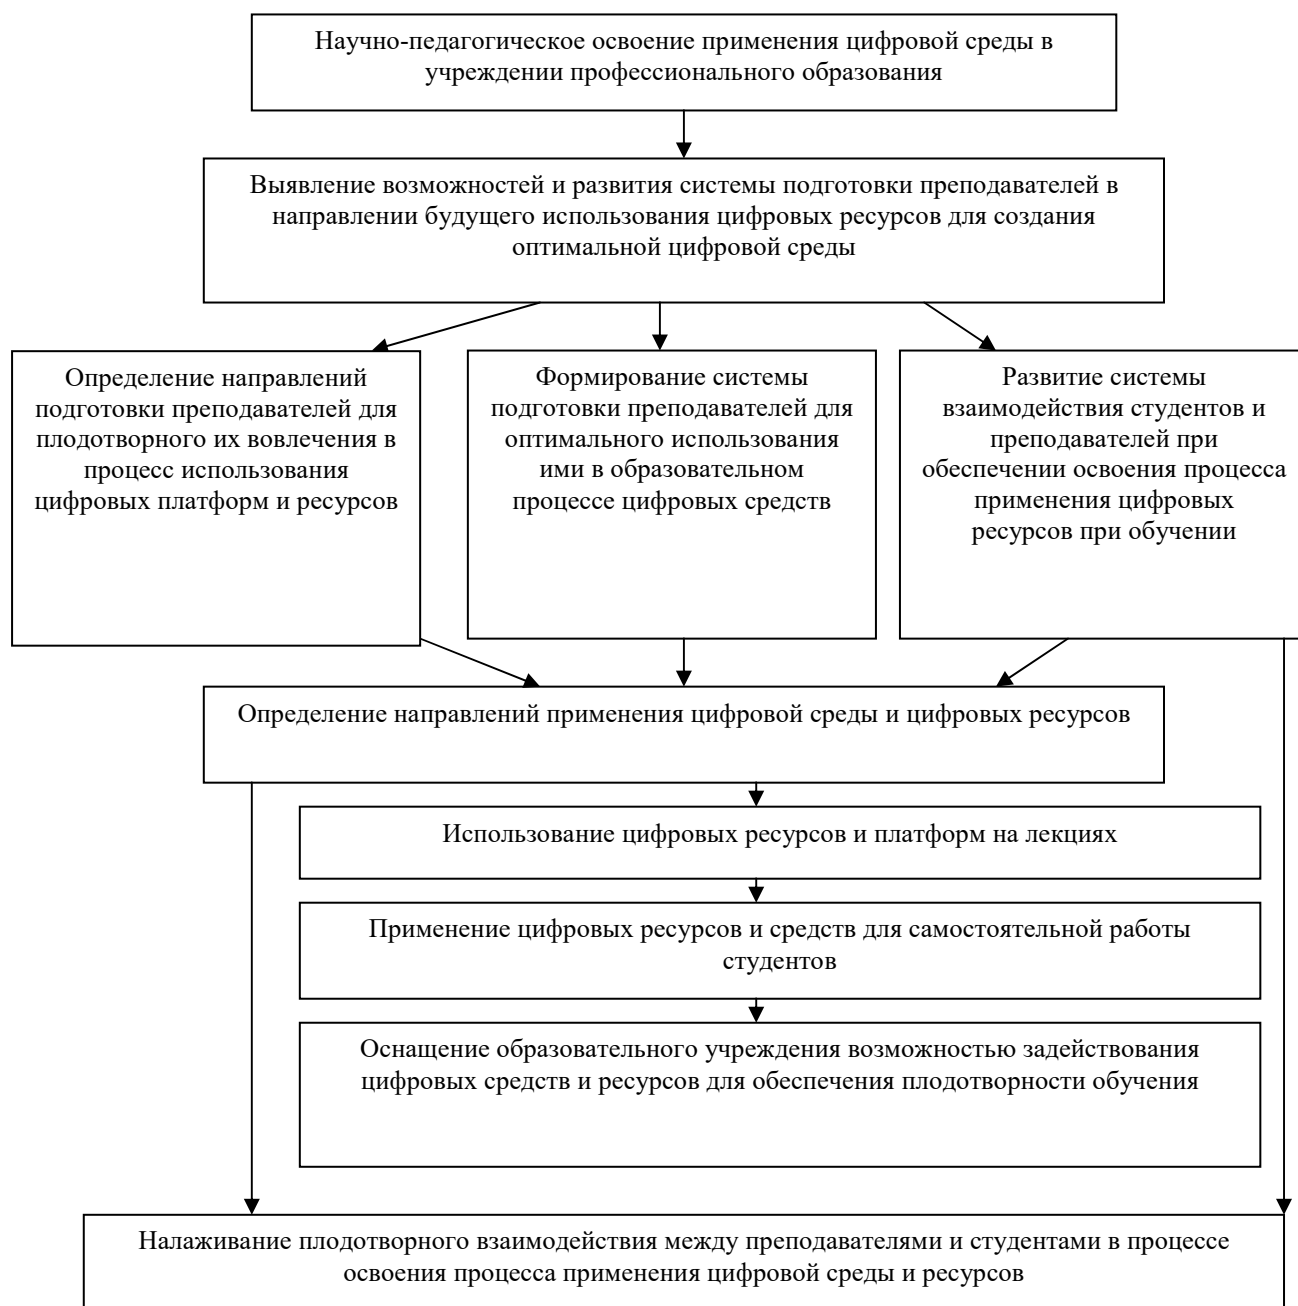 Научно-педагогическое освоение применения цифровой среды в
учреждении профессионального образования
Выявление возможностей и развития системы подготовки преподавателей в
направлении будущего использования цифровых ресурсов для создания
оптимальной цифровой среды
Определение направлений
подготовки преподавателей для
плодотворного их вовлечения в
процесс использования
цифровых платформ и ресурсов
Формирование системы
подготовки преподавателей для
оптимального использования
ими в образовательном
процессе цифровых средств
Развитие системы
взаимодействия студентов и
преподавателей при
обеспечении освоения процесса
применения цифровых
ресурсов при обучении
Определение направлений применения цифровой среды и цифровых ресурсов
Использование цифровых ресурсов и платформ на лекциях
Применение цифровых ресурсов и средств для самостоятельной работы
студентов
Оснащение образовательного учреждения возможностью задействования
цифровых средств и ресурсов для обеспечения плодотворности обучения
Налаживание плодотворного взаимодействия между преподавателями и студентами в процессе
освоения процесса применения цифровой среды и ресурсов